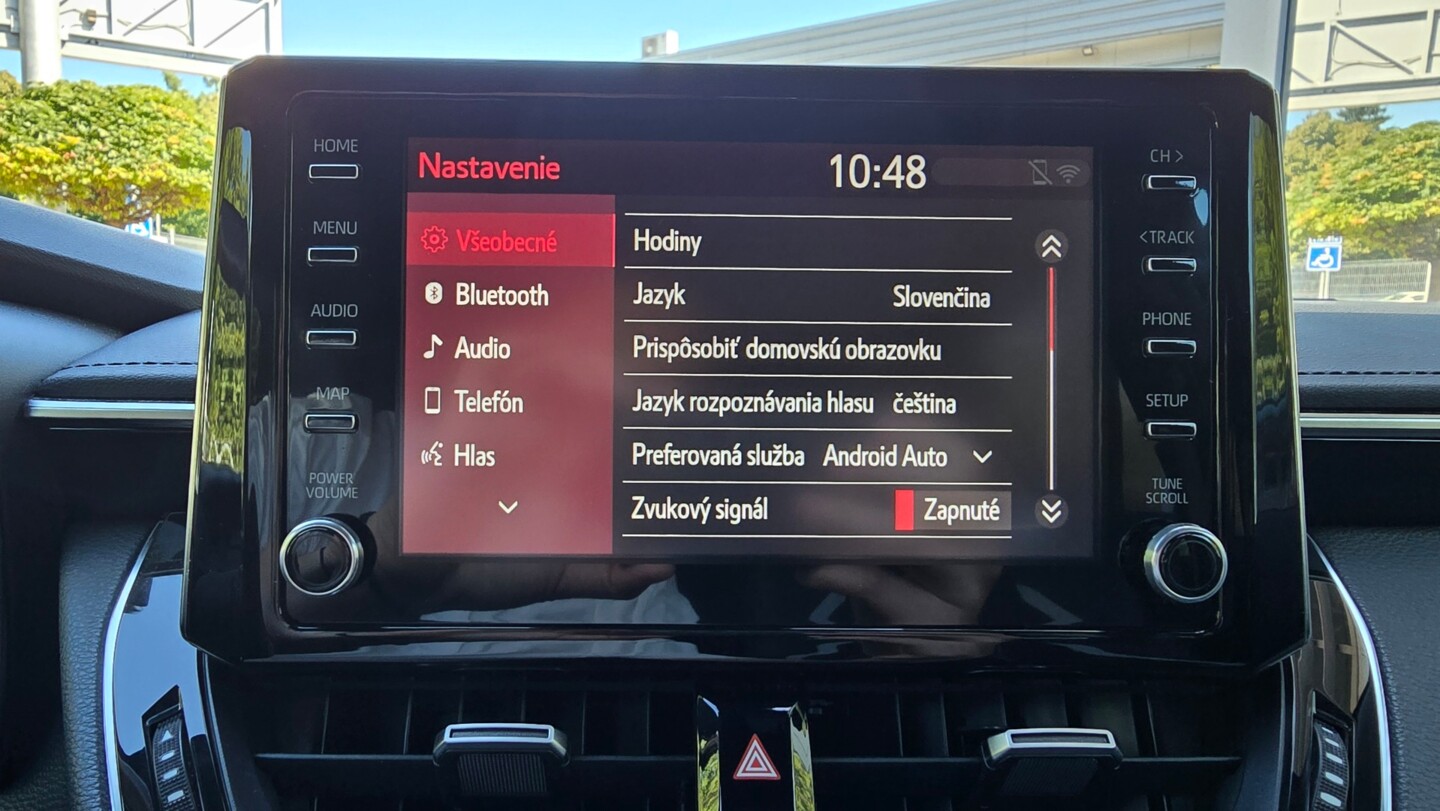 HOME
MENU
AUDIO
MAP
POWER
VOLUME
Nastavenie
10:48
Všeobecné
Bluetooth
Audio
Telefón
Hlas
Hodiny
Jazyk Slovenčina
Prispôsobiť domovskú obrazovku
Jazyk rozpoznávania hlasu čeština
Preferovaná služba Android Auto
Zvukový signál Zapnuté
CH >
< TRACK
PHONE
SETUP
TUNE
SCROLL